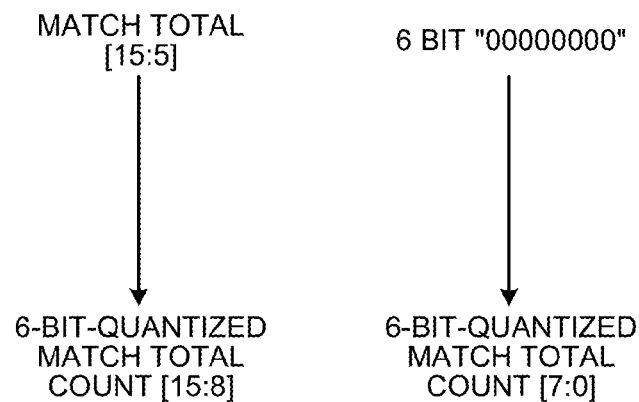 MATCH TOTAL
[15:5]
6 BIT "00000000"
6-BIT-QUANTIZED
MATCH TOTAL
COUNT [15:8]
6-BIT-QUANTIZED
MATCH TOTAL
COUNT [7:0]